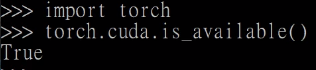 >>> import torch
>>> torch.cuda.is_available()
True